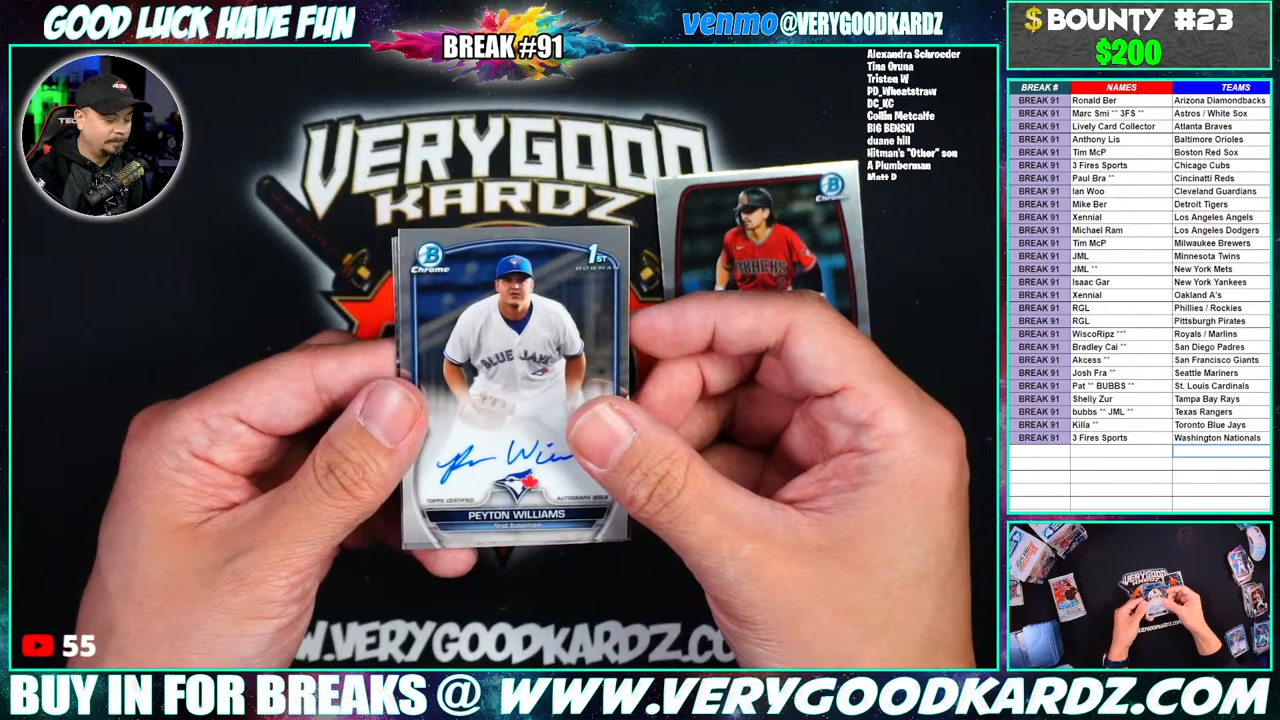 GOOD LUCK HAVE FUN
BREAK #91
venmo @VERYGOODKARDZ
$ BOUNTY #23
$200
Alexandra Schroeder
Tina Oruna
Tristen W
PD_Wheatstraw
DC_KC
Collin Metcalfe
BIG BENSKI
duane hill
Hitman's "Other" son
A Plumberman
Matt D
BREAK # NAMES TEAMS
BREAK 91 Ronald Ber Arizona Diamondbacks
BREAK 91 Marc Smi ** 3FS ** Astros / White Sox
BREAK 91 Lively Card Collector Atlanta Braves
BREAK 91 Anthony Lis Baltimore Orioles
BREAK 91 Tim McP Boston Red Sox
BREAK 91 3 Fires Sports Chicago Cubs
BREAK 91 Paul Bra ** Cincinatti Reds
BREAK 91 Ian Woo Cleveland Guardians
BREAK 91 Mike Ber Detroit Tigers
BREAK 91 Xennial Los Angeles Angels
BREAK 91 Michael Ram Los Angeles Dodgers
BREAK 91 Tim McP Milwaukee Brewers
BREAK 91 JML Minnesota Twins
BREAK 91 JML ** New York Mets
BREAK 91 Isaac Gar New York Yankees
BREAK 91 Xennial Oakland A's
BREAK 91 RGL Phillies / Rockies
BREAK 91 RGL Pittsburgh Pirates
BREAK 91 WiscoRipz *** Royals / Marlins
BREAK 91 Bradley Cai ** San Diego Padres
BREAK 91 Akcess ** San Francisco Giants
BREAK 91 Josh Fra ** Seattle Mariners
BREAK 91 Pat ** BUBBS ** St. Louis Cardinals
BREAK 91 Shelly Zur Tampa Bay Rays
BREAK 91 bubbs ** JML ** Texas Rangers
BREAK 91 Killa ** Toronto Blue Jays
BREAK 91 3 Fires Sports Washington Nationals
VERYGOOD
KARDZ
B Chrome
B Chrome
1ST
BOWMAN
BLUE JAYS
TOPPS CERTIFIED AUTOGRAPH ISSUE
PEYTON WILLIAMS
first baseman
W.VERYGOODKARDZ.CO
55
BUY IN FOR BREAKS @ WWW.VERYGOODKARDZ.COM